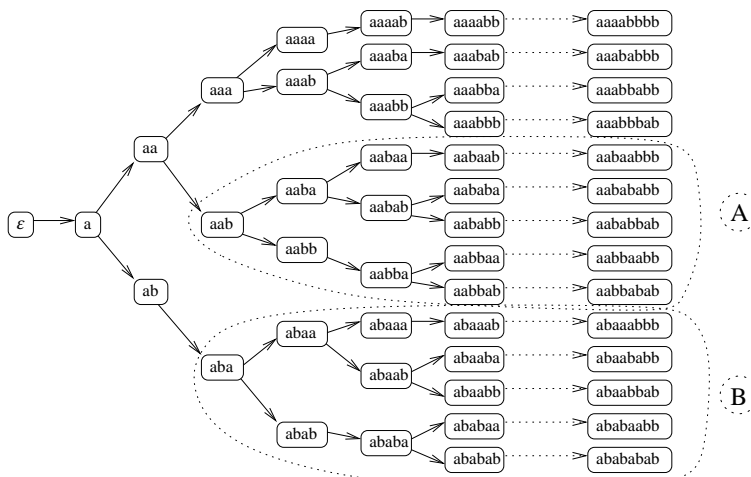 ε
a
aa
ab
aaa
aab
aba
aaaa
aaab
aaba
aabb
abaa
abab
aaaab
aaaba
aaabb
aabaa
aabab
aabba
abaaa
abaab
ababa
aaaabb
aaabab
aaabba
aaabbb
aabaab
aababa
aababb
aabbaa
aabbab
abaaab
abaaba
abaabb
ababaa
ababab
aaaabbbb
aaababbb
aaabbabb
aaabbbab
aabaabbb
aabababb
aababbab
aabbaabb
aabbabab
abaaabbb
abaababb
abaabbab
ababaabb
abababab
A
B